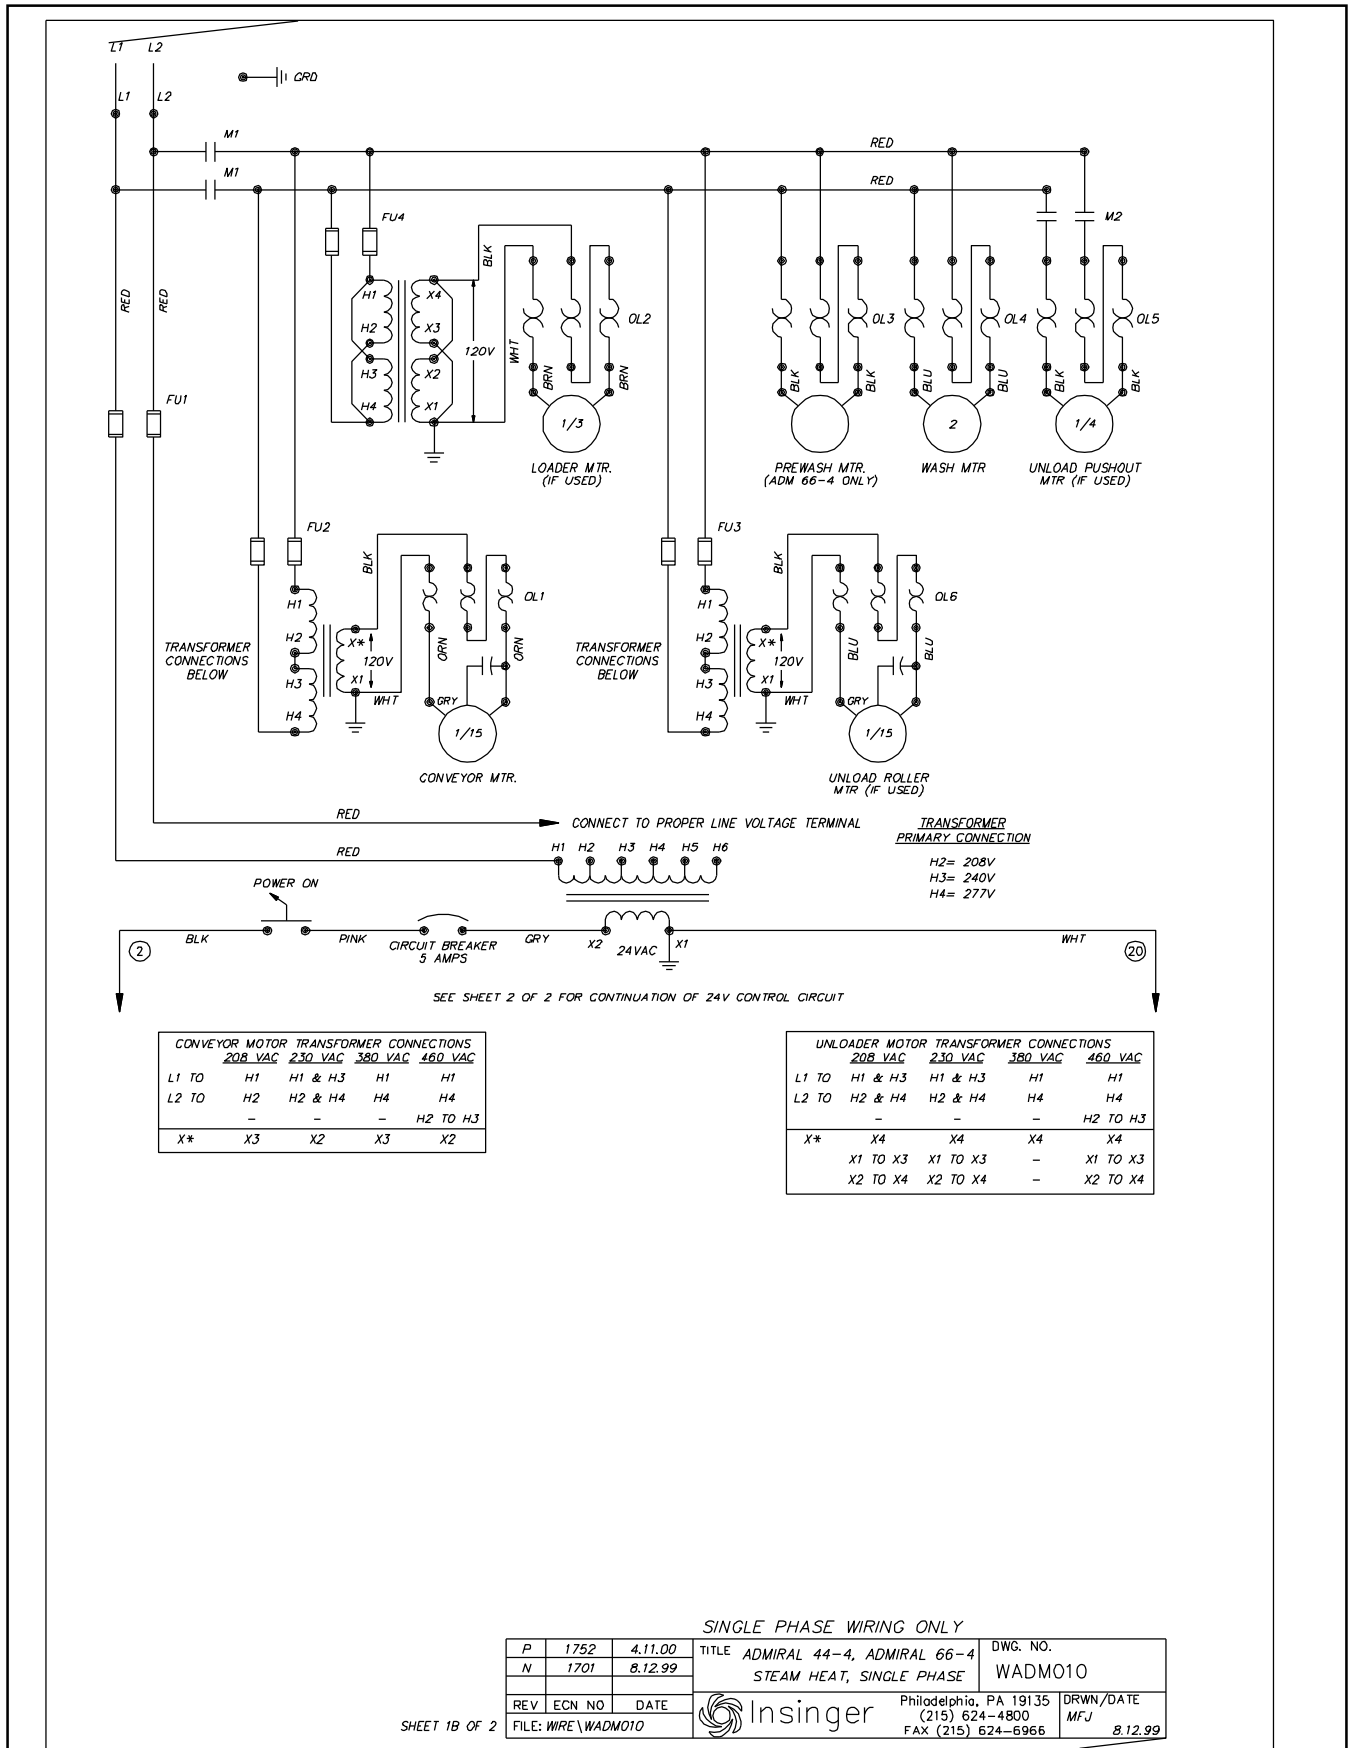 L1 L2
GRD
L1 L2
M1
RED
M1
RED
FU4
M2
BLK
RED
RED
H1
X4
H2
X3
OL2
OL3
OL4
OL5
120V
WHT
H3
X2
BRN
BRN
BLK
BLK
BLU
BLU
BLK
BLK
H4
X1
FU1
1/3
2
1/4
LOADER MTR.
(IF USED)
PREWASH MTR.
(ADM 66-4 ONLY)
WASH MTR
UNLOAD PUSHOUT
MTR (IF USED)
FU2
FU3
BLK
BLK
H1
OL1
H1
OL6
H2
X*
ORN
ORN
H2
X*
BLU
BLU
TRANSFORMER
CONNECTIONS
BELOW
120V
TRANSFORMER
CONNECTIONS
BELOW
120V
H3
X1
H3
X1
WHT
GRY
WHT
GRY
H4
H4
1/15
1/15
CONVEYOR MTR.
UNLOAD ROLLER
MTR (IF USED)
RED
CONNECT TO PROPER LINE VOLTAGE TERMINAL
TRANSFORMER
PRIMARY CONNECTION
RED
H1 H2 H3 H4 H5 H6
H2= 208V
H3= 240V
H4= 277V
POWER ON
2
BLK
PINK
CIRCUIT BREAKER
5 AMPS
GRY
X2
24VAC
X1
WHT
20
SEE SHEET 2 OF 2 FOR CONTINUATION OF 24V CONTROL CIRCUIT
CONVEYOR MOTOR TRANSFORMER CONNECTIONS
208 VAC 230 VAC 380 VAC 460 VAC
L1 TO H1 H1 & H3 H1 H1
L2 TO H2 H2 & H4 H4 H4
- - - H2 TO H3
X* X3 X2 X3 X2
UNLOADER MOTOR TRANSFORMER CONNECTIONS
208 VAC 230 VAC 380 VAC 460 VAC
L1 TO H1 & H3 H1 & H3 H1 H1
L2 TO H2 & H4 H2 & H4 H4 H4
- - - H2 TO H3
X* X4 X4 X4 X4
X1 TO X3 X1 TO X3 - X1 TO X3
X2 TO X4 X2 TO X4 - X2 TO X4
SINGLE PHASE WIRING ONLY
P 1752 4.11.00
N 1701 8.12.99
REV ECN NO DATE
FILE: WIRE\WADM010
SHEET 1B OF 2
TITLE ADMIRAL 44-4, ADMIRAL 66-4
STEAM HEAT, SINGLE PHASE
DWG. NO.
WADM010
Insinger
Philadelphia, PA 19135
(215) 624-4800
FAX (215) 624-6966
DRWN/DATE
MFJ
8.12.99